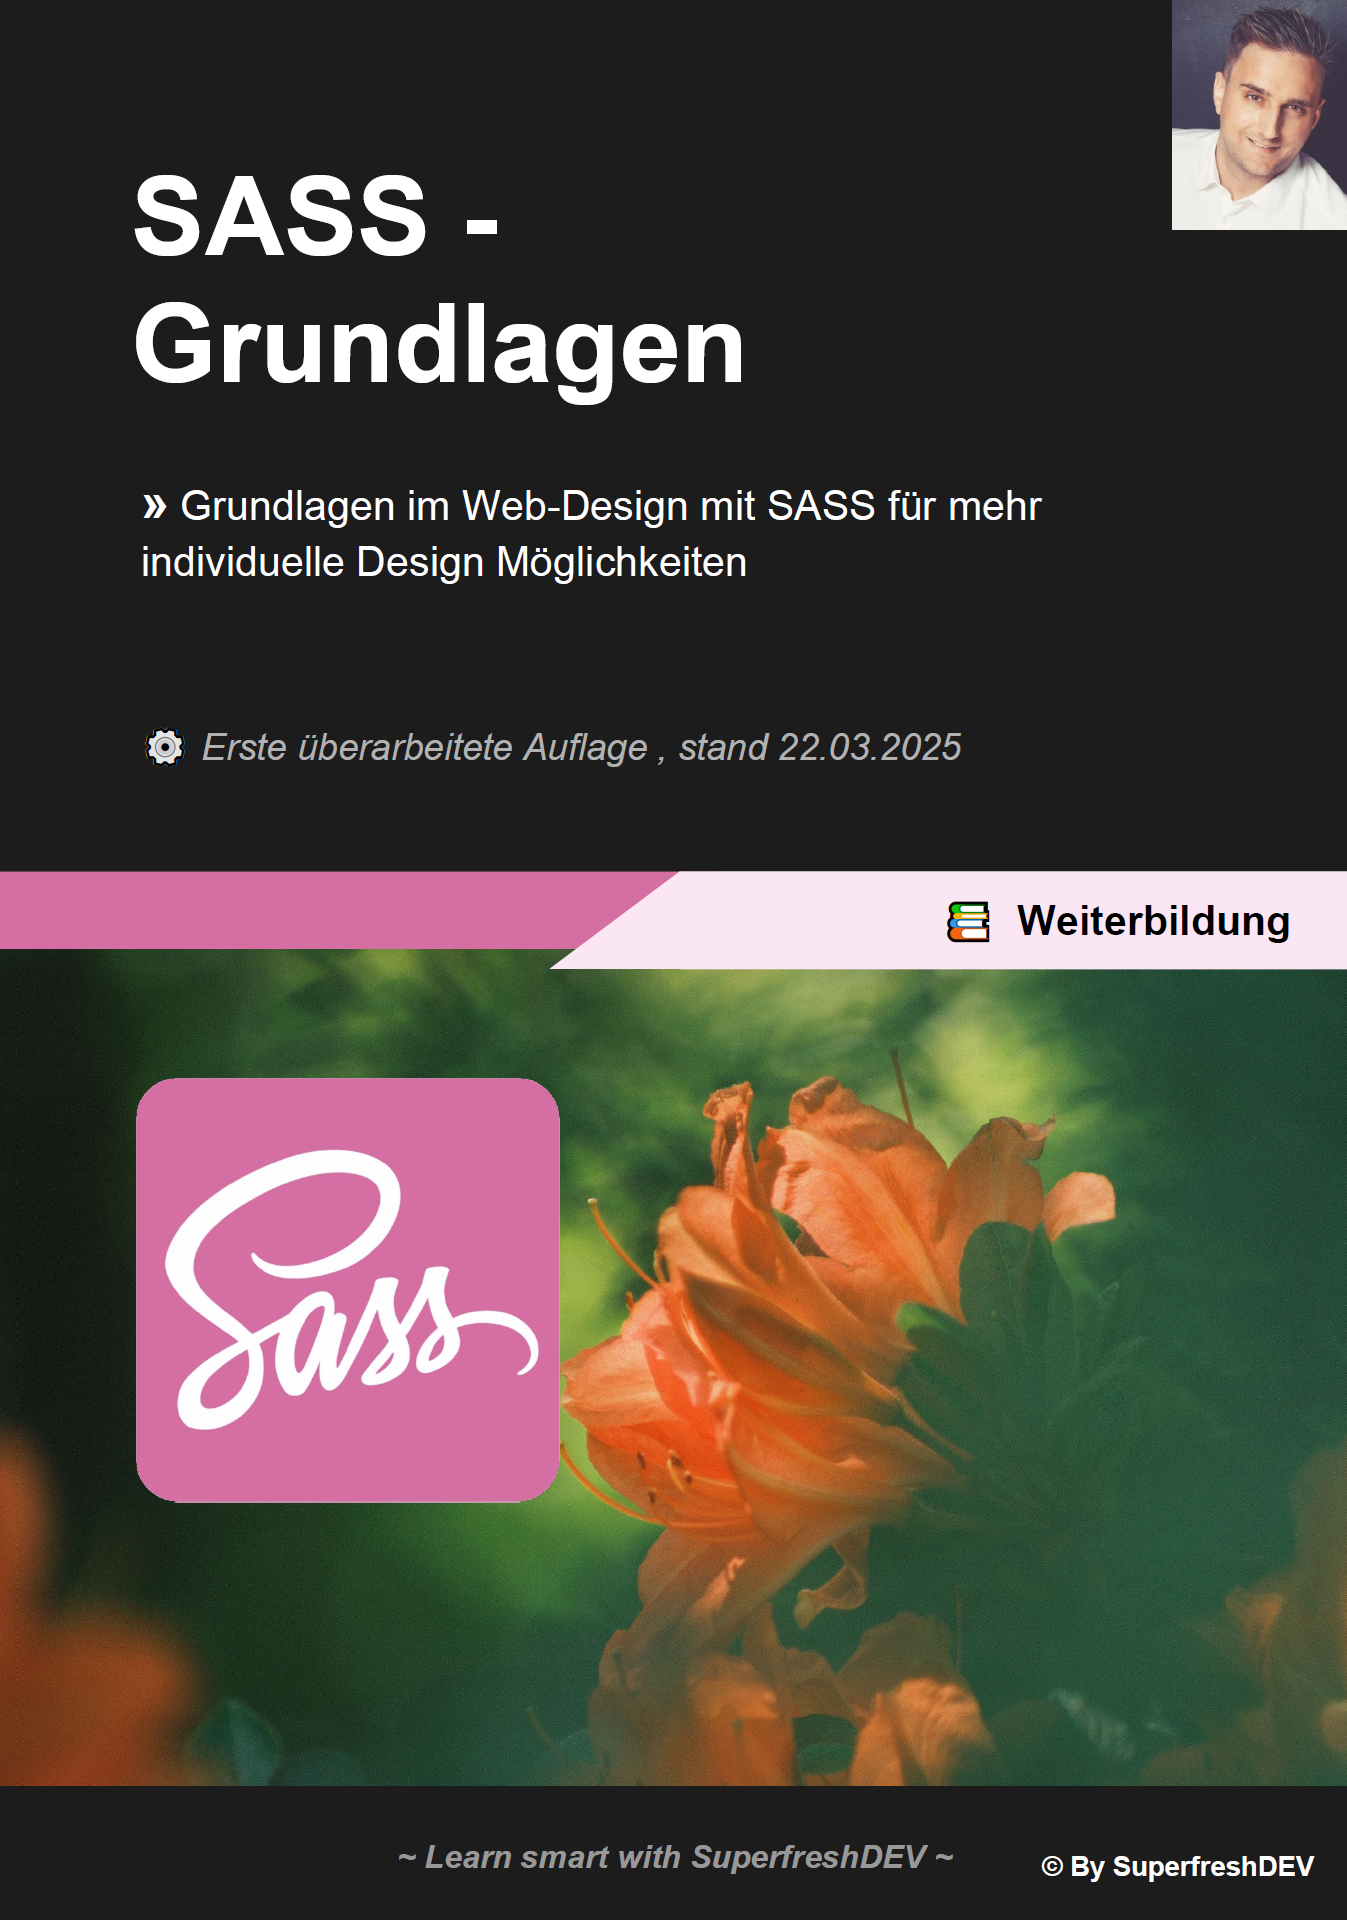 SASS -
Grundlagen
» Grundlagen im Web-Design mit SASS für mehr
individuelle Design Möglichkeiten
Erste überarbeitete Auflage , stand 22.03.2025
Weiterbildung
Sass
~ Learn smart with SuperfreshDEV ~
© By SuperfreshDEV